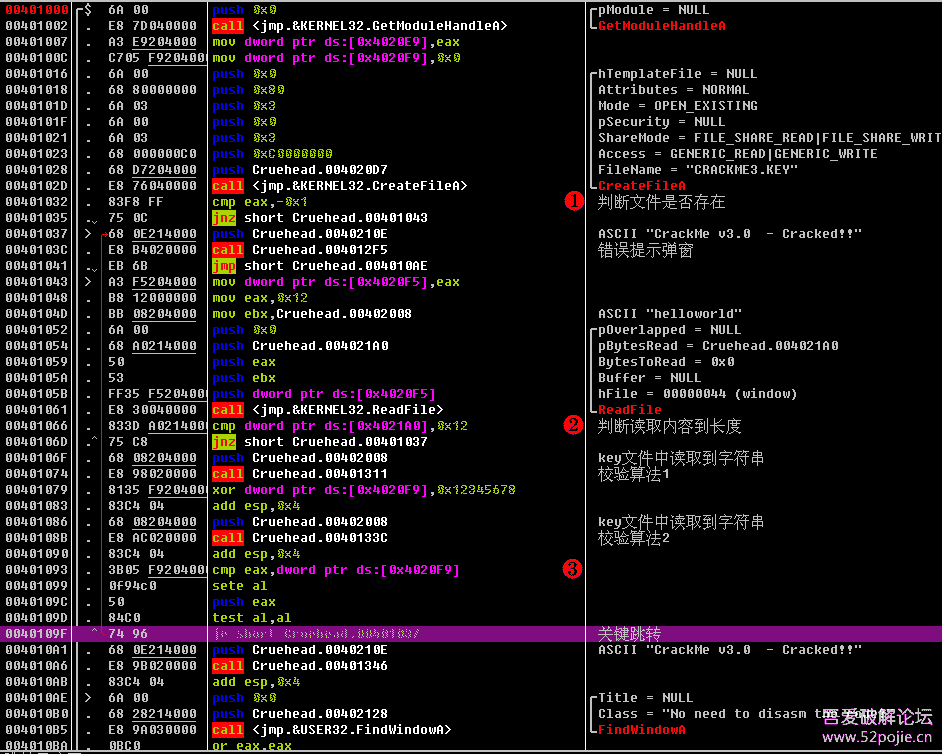 00401000 $ 6A 00 push 0x0 pModule = NULL
00401002 . E8 7D040000 call <jmp.&KERNEL32.GetModuleHandleA> GetModuleHandleA
00401007 . A3 E9204000 mov dword ptr ds:[0x4020E9],eax
0040100C . C705 F9204000 mov dword ptr ds:[0x4020F9],0x0
00401016 . 6A 00 push 0x0 hTemplateFile = NULL
00401018 . 68 80000000 push 0x80 Attributes = NORMAL
0040101D . 6A 03 push 0x3 Mode = OPEN_EXISTING
0040101F . 6A 00 push 0x0 pSecurity = NULL
00401021 . 6A 03 push 0x3 ShareMode = FILE_SHARE_READ|FILE_SHARE_WRIT
00401023 . 68 000000C0 push 0xC0000000 Access = GENERIC_READ|GENERIC_WRITE
00401028 . 68 D7204000 push Cruehead.004020D7 FileName = "CRACKME3.KEY"
0040102D . E8 76040000 call <jmp.&KERNEL32.CreateFileA> CreateFileA
00401032 . 83F8 FF cmp eax,-0x1 1 判断文件是否存在
00401035 . 75 0C jnz short Cruehead.00401043
00401037 > 68 0E214000 push Cruehead.0040210E ASCII "CrackMe v3.0  - Cracked!!"
0040103C . E8 B4020000 call Cruehead.004012F5 错误提示弹窗
00401041 . EB 6B jmp short Cruehead.004010AE
00401043 > A3 F5204000 mov dword ptr ds:[0x4020F5],eax
00401048 . B8 12000000 mov eax,0x12
0040104D . BB 08204000 mov ebx,Cruehead.00402008 ASCII "helloworld"
00401052 . 6A 00 push 0x0 pOverlapped = NULL
00401054 . 68 A0214000 push Cruehead.004021A0 pBytesRead = Cruehead.004021A0
00401059 . 50 push eax BytesToRead = 0x0
0040105A . 53 push ebx Buffer = NULL
0040105B . FF35 F5204000 push dword ptr ds:[0x4020F5] hFile = 00000044 (window)
00401061 . E8 30040000 call <jmp.&KERNEL32.ReadFile> ReadFile
00401066 . 833D A0214000 cmp dword ptr ds:[0x4021A0],0x12 2 判断读取内容到长度
0040106D .^ 75 C8 jnz short Cruehead.00401037
0040106F . 68 08204000 push Cruehead.00402008 key文件中读取到字符串
00401074 . E8 98020000 call Cruehead.00401311 校验算法1
00401079 . 8135 F9204000 xor dword ptr ds:[0x4020F9],0x12345678
00401083 . 83C4 04 add esp,0x4
00401086 . 68 08204000 push Cruehead.00402008 key文件中读取到字符串
0040108B . E8 AC020000 call Cruehead.0040133C 校验算法2
00401090 . 83C4 04 add esp,0x4
00401093 . 3B05 F9204000 cmp eax,dword ptr ds:[0x4020F9] 3
00401099 . 0f94c0 sete al
0040109C . 50 push eax
0040109D . 84C0 test al,al
0040109F .^ 74 96 je short Cruehead.00401037 关键跳转
004010A1 . 68 0E214000 push Cruehead.0040210E ASCII "CrackMe v3.0  - Cracked!!"
004010A6 . E8 9B020000 call Cruehead.00401346
004010AB . 83C4 04 add esp,0x4
004010AE > 6A 00 push 0x0 Title = NULL
004010B0 . 68 28214000 push Cruehead.00402128 Class = "No need to disasm the
004010B5 . E8 9A030000 call <jmp.&USER32.FindWindowA> FindWindowA
004010BA . 0BC0 or eax,eax
吾爱破解论坛
www.52pojie.cn